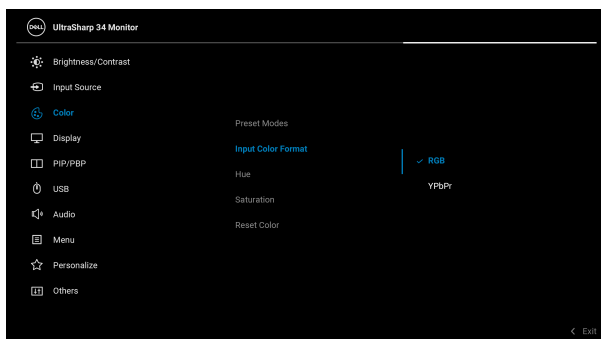 DELL UltraSharp 34 Monitor
Brightness/Contrast
Input Source
Color
Display
PIP/PBP
USB
Audio
Menu
Personalize
Others
Preset Modes
Input Color Format
Hue
Saturation
Reset Color
RGB
YPbPr
Exit